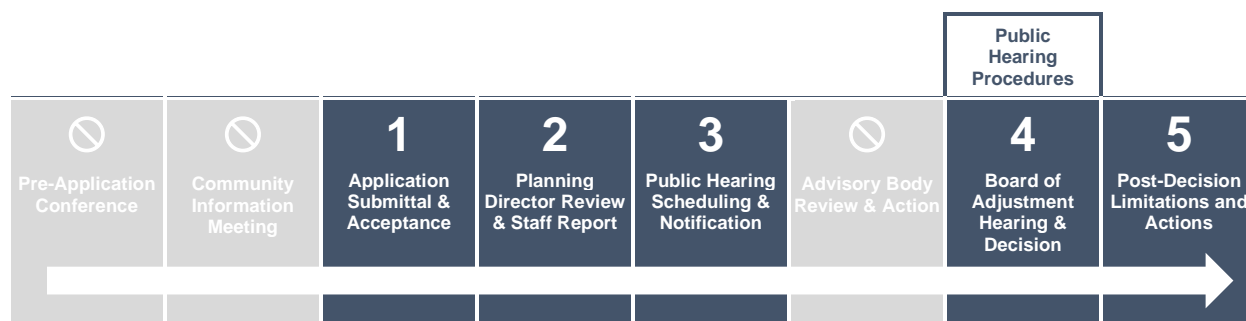 Public
Hearing
Procedures
Pre-Application
Conference
Community
Information
Meeting
1
Application
Submittal &
Acceptance
2
Planning
Director Review
& Staff Report
3
Public Hearing
Scheduling &
Notification
Advisory Body
Review & Action
4
Board of
Adjustment
Hearing &
Decision
5
Post-Decision
Limitations and
Actions